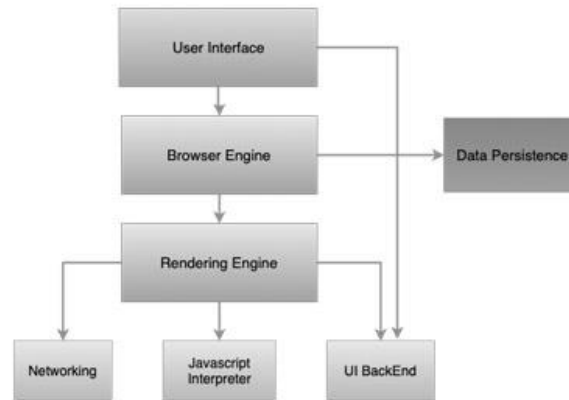 User Interface
Browser Engine
Data Persistence
Rendering Engine
Networking
Javascript
Interpreter
UI BackEnd